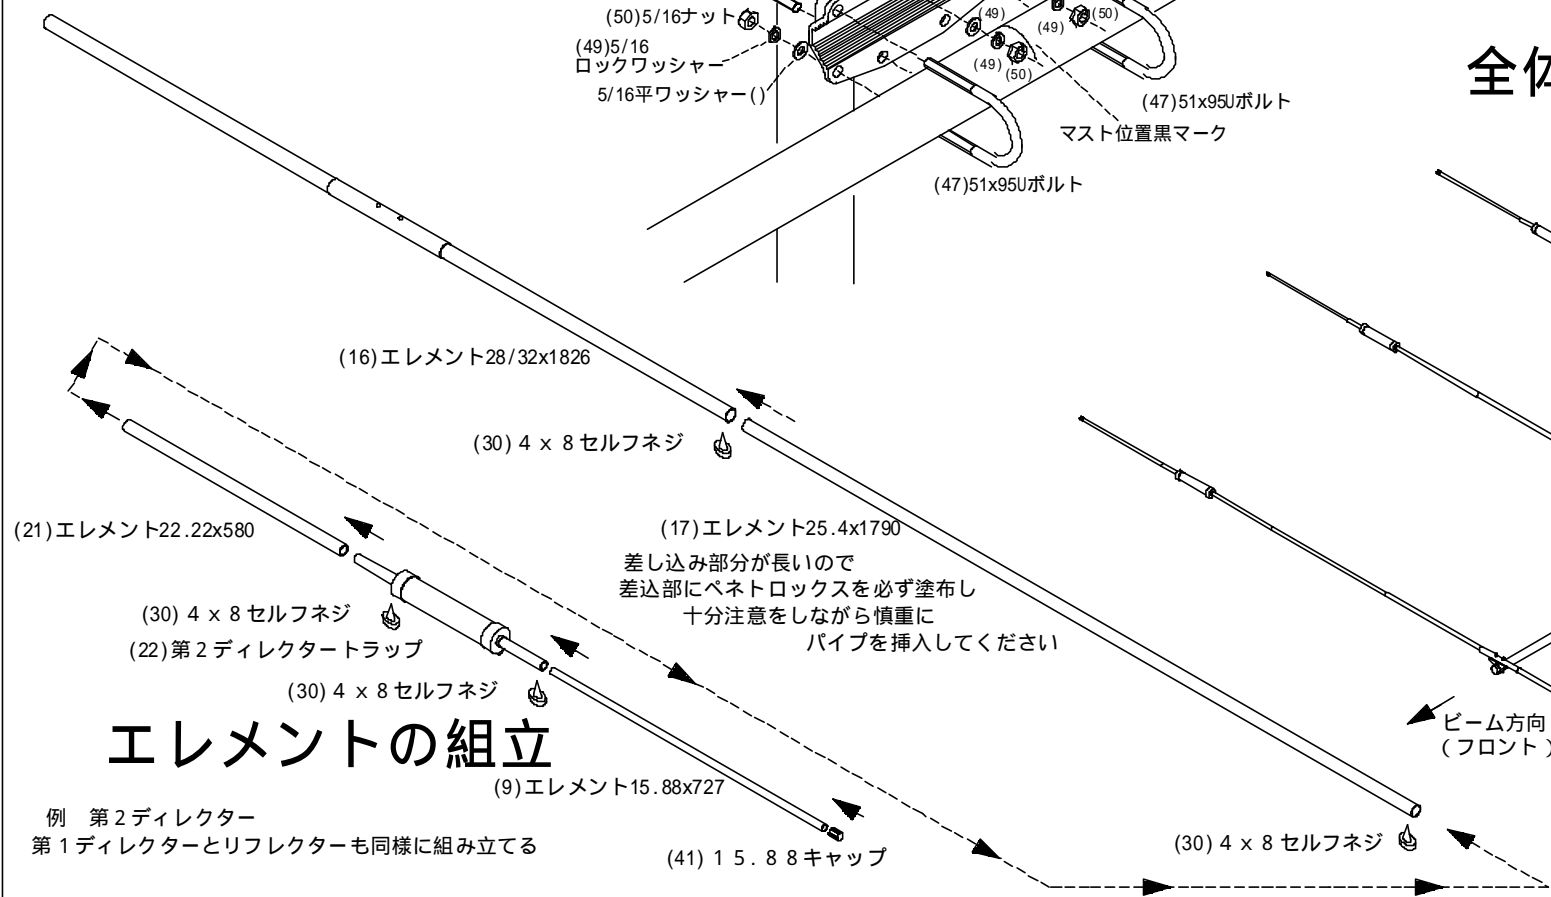 (50)5/16ナット
(49)5/16
ロックワッシャー
5/16平ワッシャー()
(49)
(49)
(50)
(49)
(50)
(47)51x95Uボルト
マスト位置黒マーク
(47)51x95Uボルト
全体
(16)エレメント28/32x1826
(30)4x8セルフネジ
(21)エレメント22.22x580
(17)エレメント25.4x1790
差し込み部分が長いので
差込部にペネトロックスを必ず塗布し
十分注意をしながら慎重に
パイプを挿入してください
(30)4x8セルフネジ
(22)第2ディレクタートラップ
(30)4x8セルフネジ
エレメントの組立
(9)エレメント15.88x727
例 第2ディレクター
第1ディレクターとリフレクターも同様に組み立てる
(41)15.88キャップ
(30)4x8セルフネジ
ビーム方向
(フロント)